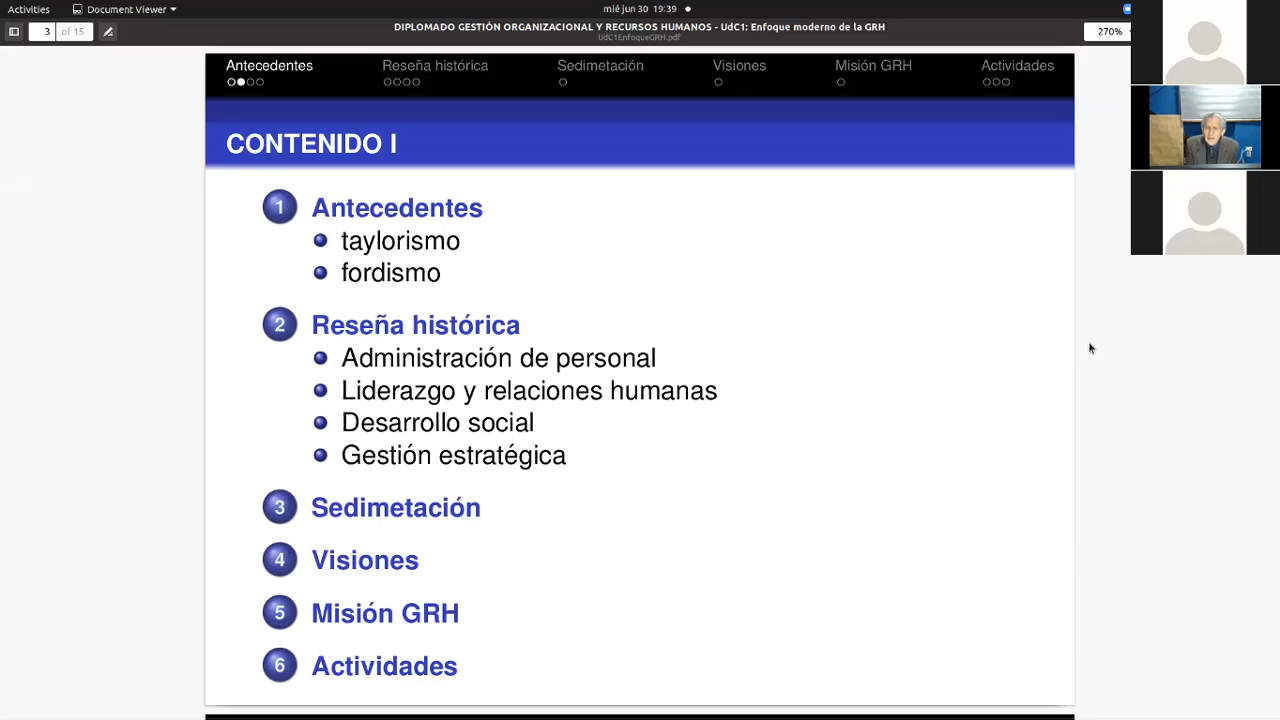 Activities
Document Viewer
mié jun 30 19:39
3 of 15
DIPLOMADO GESTIÓN ORGANIZACIONAL Y RECURSOS HUMANOS - UdC1: Enfoque moderno de la GRH
UdC1EnfoqueGRH.pdf
270%
Antecedentes Reseña histórica Sedimetación Visiones Misión GRH Actividades
CONTENIDO I
1 Antecedentes
taylorismo
fordismo
2 Reseña histórica
Administración de personal
Liderazgo y relaciones humanas
Desarrollo social
Gestión estratégica
3 Sedimetación
4 Visiones
5 Misión GRH
6 Actividades